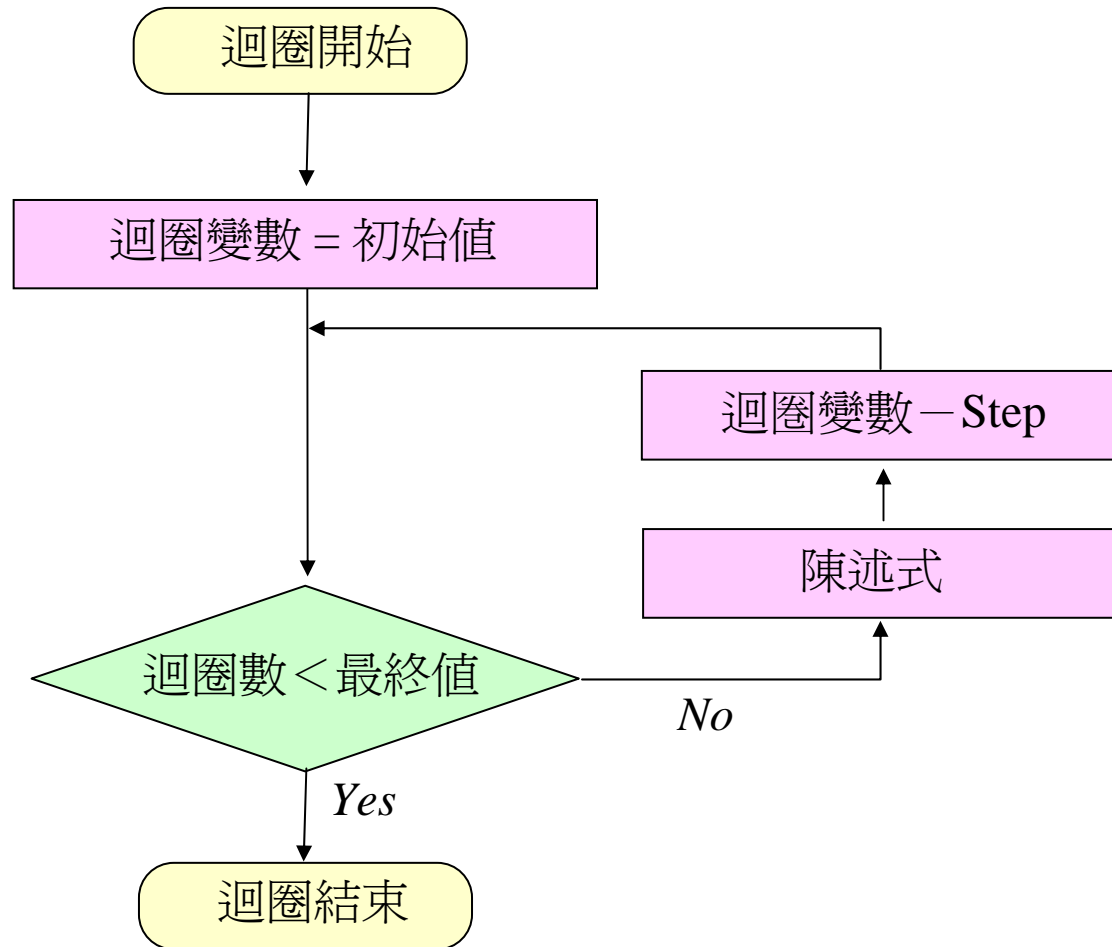 迴圈開始
迴圈變數 = 初始值
迴圈變數－Step
陳述式
迴圈數＜最終值
No
Yes
迴圈結束